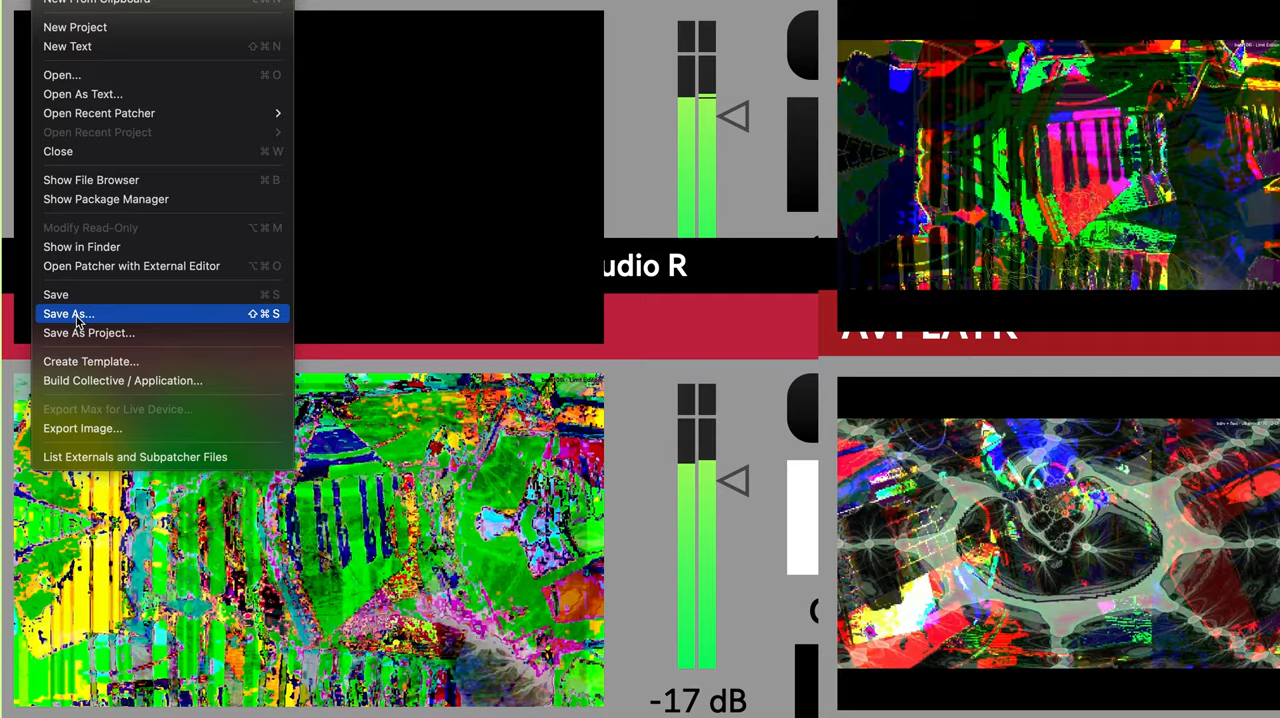 New From Clipboard
New Project
New Text ⇧⌘N
Open... ⌘O
Open As Text...
Open Recent Patcher
Open Recent Project
Close ⌘W
Show File Browser ⌘B
Show Package Manager
Modify Read-Only ⌥⌘M
Show in Finder
Open Patcher with External Editor ⌥⌘O
Save ⌘S
Save As... ⇧⌘S
Save As Project...
Create Template...
Build Collective / Application...
Export Max for Live Device...
Export Image...
List Externals and Subpatcher Files
udio R
-17 dB